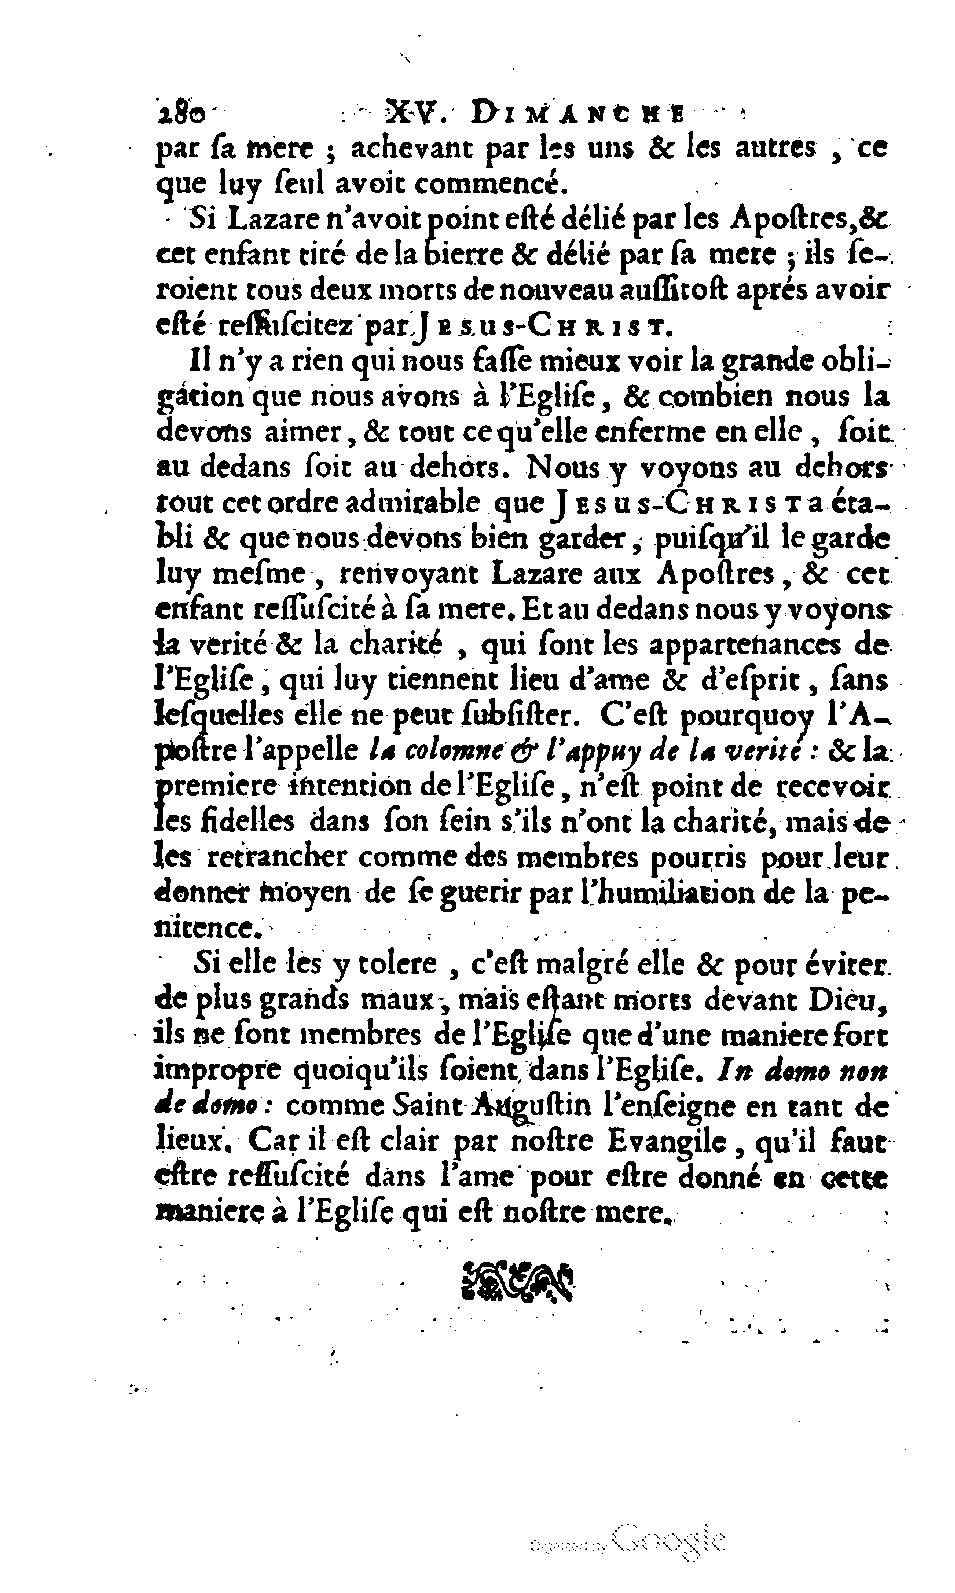 280 XV. DIMANCHE
par ſa mere ; achevant par les uns & les autres , ce
que luy ſeul avoit commencé.
Si Lazare n'avoit point eſté délié par les Apoſtres, &
cet enfant tiré de la bierre & délié par ſa mere ; ils ſe-
roient tous deux morts de nouveau auſſitoſt aprés avoir
eſté reſſuſcitez par JESUS-CHRIST.
Il n'y a rien qui nous faſſe mieux voir la grande obli-
gation que nous avons à l'Egliſe, & combien nous la
devons aimer, & tout ce qu'elle enferme en elle , ſoit
au dedans ſoit au dehors. Nous y voyons au dehors
tout cet ordre admirable que JESUS-CHRIST a éta-
bli & que nous devons bien garder, puiſqu'il le garde
luy meſme, renvoyant Lazare aux Apoſtres, & cet
enfant reſſuſcité à ſa mere. Et au dedans nous y voyons
la verité & la charité , qui ſont les appartenances de
l'Egliſe, qui luy tiennent lieu d'ame & d'eſprit, ſans
leſquelles elle ne peut ſubſiſter. C'eſt pourquoy l'A-
poſtre l'appelle la colomne & l'appuy de la verité : & la
premiere intention de l'Egliſe, n'eſt point de recevoir
les fidelles dans ſon ſein s'ils n'ont la charité, mais de
les retrancher comme des membres pourris pour leur
donner moyen de ſe guerir par l'humiliation de la pe-
nitence.
Si elle les y tolere , c'eſt malgré elle & pour éviter
de plus grands maux, mais eſtant morts devant Dieu,
ils ne ſont membres de l'Egliſe que d'une maniere fort
impropre quoiqu'ils ſoient dans l'Egliſe. In domo non
de domo : comme Saint Auguſtin l'enſeigne en tant de
lieux. Car il eſt clair par noſtre Evangile, qu'il faut
eſtre reſſuſcité dans l'ame pour eſtre donné en cette
maniere à l'Egliſe qui eſt noſtre mere.
Digitized by Google